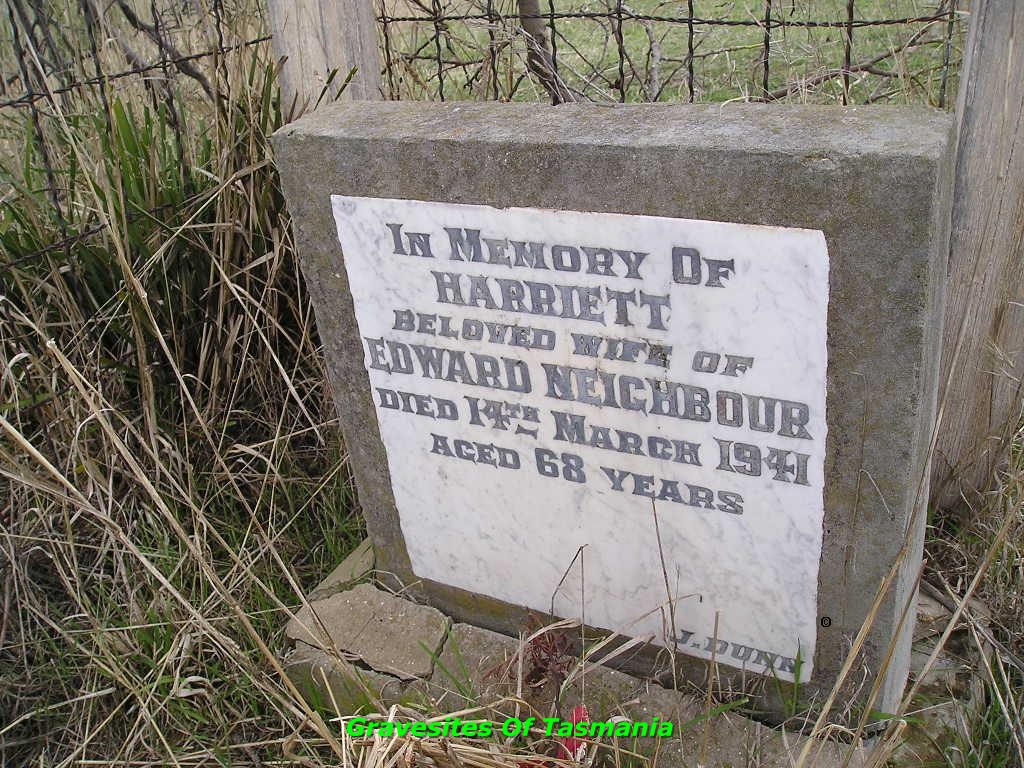 IN MEMORY OF
HARRIETT
BELOVED WIFE OF
EDWARD NEIGHBOUR
DIED 14TH MARCH 1941
AGED 68 YEARS
J. DUNN
Gravesites Of Tasmania